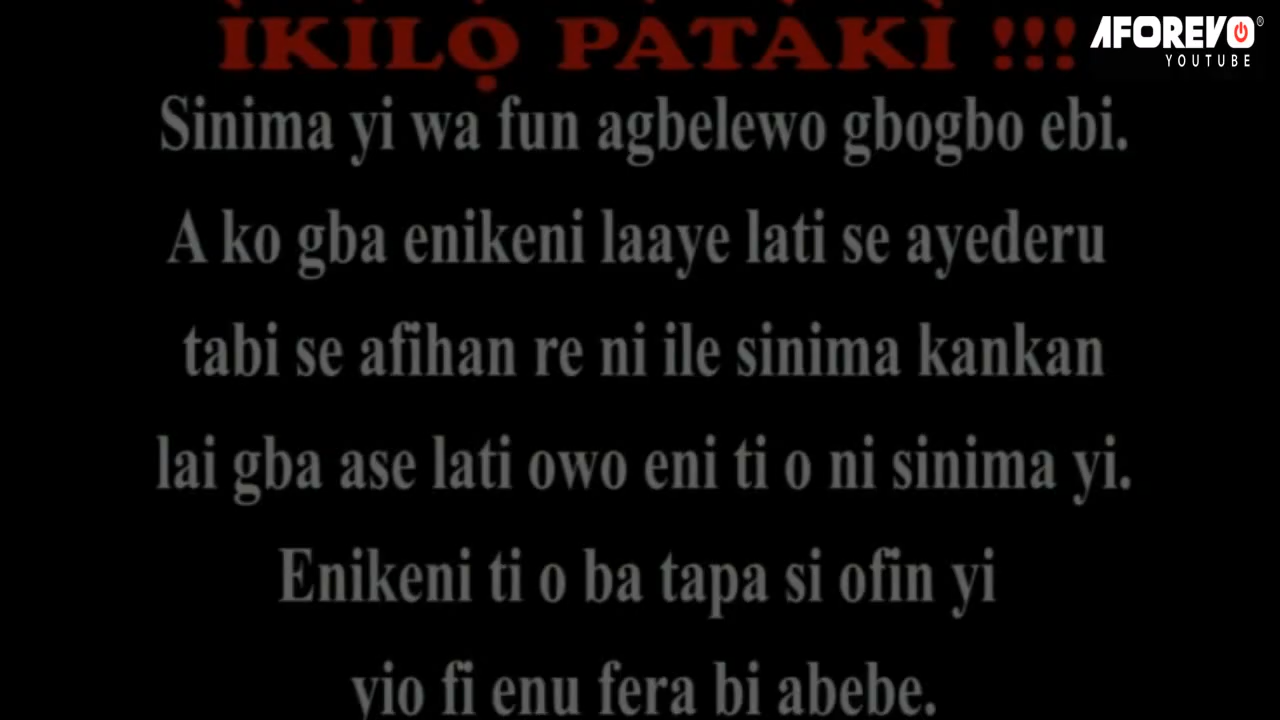 ÌKÌLỌ̀ PÀTÀKÌ !!!
AFOREVO®
YOUTUBE
Sinima yi wa fun agbelewo gbogbo ebi.
A ko gba enikeni laaye lati se ayederu
tabi se afihan re ni ile sinima kankan
lai gba ase lati owo eni ti o ni sinima yi.
Enikeni ti o ba tapa si ofin yi
yio fi enu fera bi abebe.